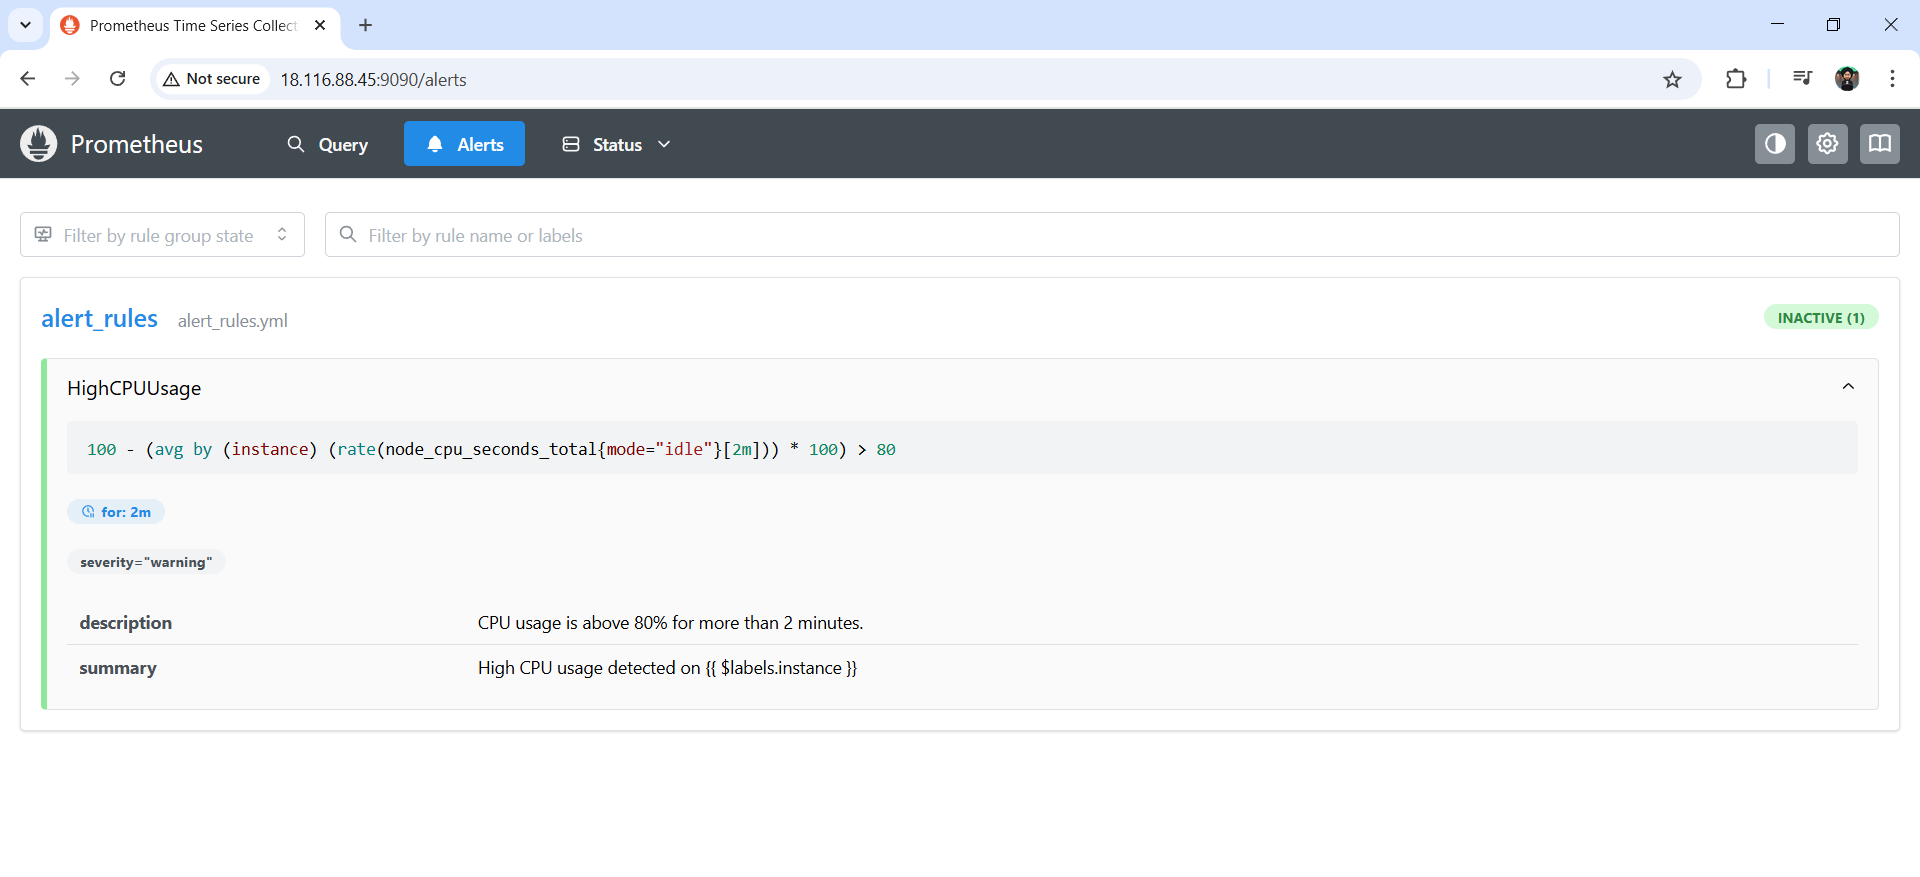 Prometheus Time Series Collect
Not secure
18.116.88.45:9090/alerts
Prometheus
Query
Alerts
Status
Filter by rule group state
Filter by rule name or labels
alert_rules alert_rules.yml
INACTIVE (1)
HighCPUUsage
100 - (avg by (instance) (rate(node_cpu_seconds_total{mode="idle"}[2m])) * 100) > 80
for: 2m
severity="warning"
description CPU usage is above 80% for more than 2 minutes.
summary High CPU usage detected on {{ $labels.instance }}